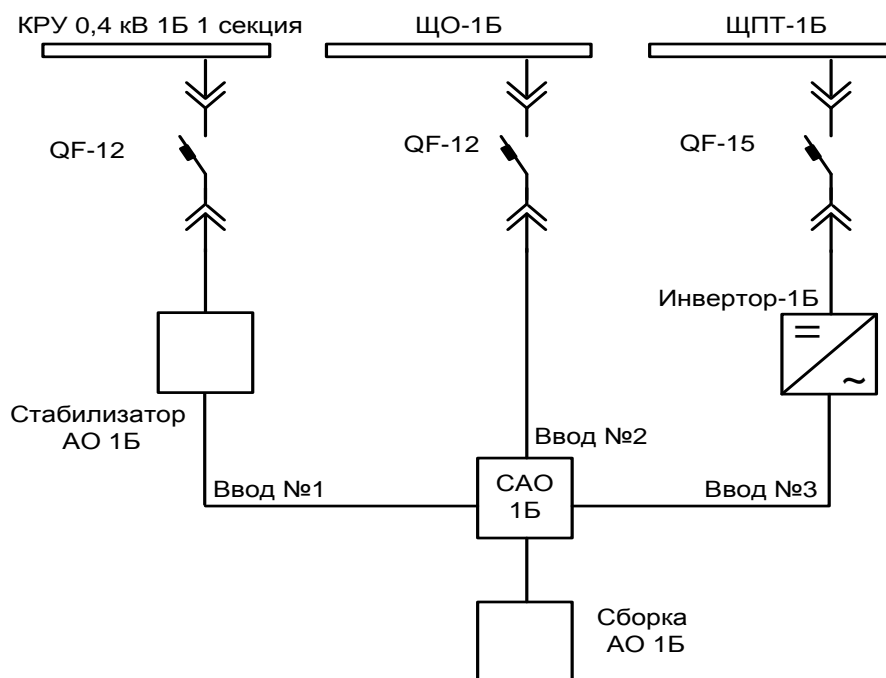 КРУ 0,4 кВ 1Б 1 секция
ЩО-1Б
ЩПТ-1Б
QF-12
QF-12
QF-15
Инвертор-1Б
=
~
Стабилизатор
АО 1Б
Ввод №2
Ввод №1
САО
1Б
Ввод №3
Сборка
АО 1Б